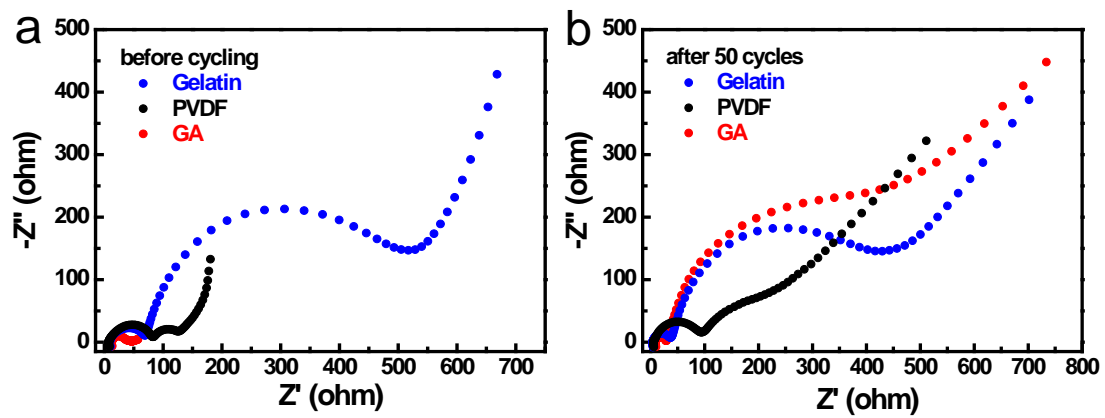 a
before cycling
Gelatin
PVDF
GA
-Z'' (ohm)
500
400
300
200
100
0
0 100 200 300 400 500 600 700
Z' (ohm)
b
after 50 cycles
Gelatin
PVDF
GA
-Z'' (ohm)
500
400
300
200
100
0
0 100 200 300 400 500 600 700 800
Z' (ohm)